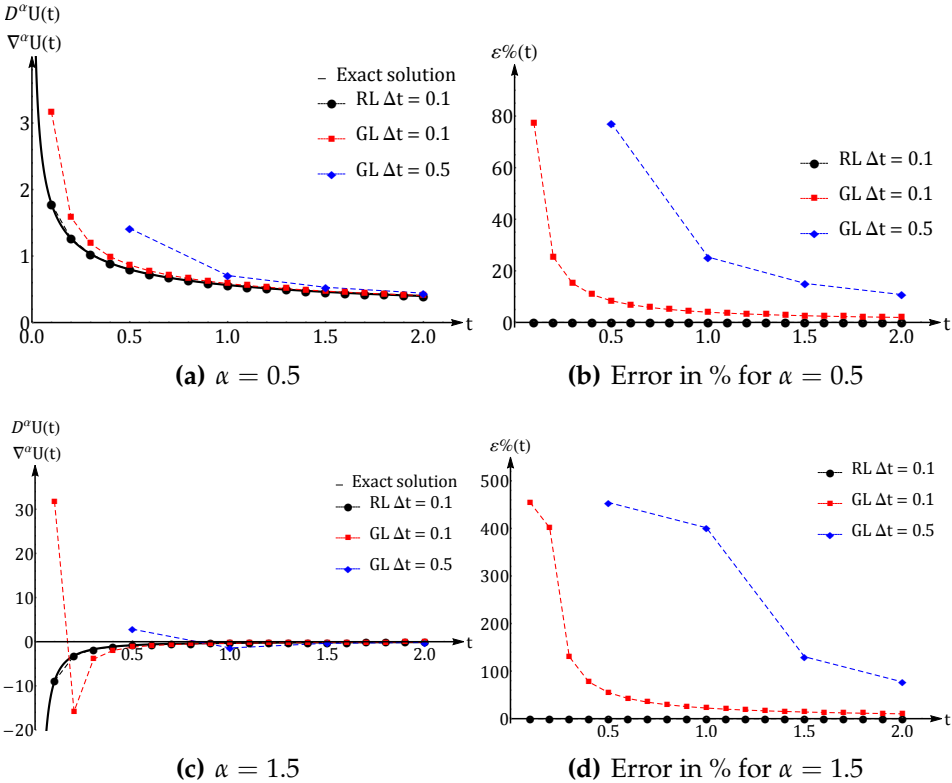 DᵅU(t)
∇ᵅU(t)
3
2
1
0
0.0
0.5
1.0
1.5
2.0
t
– Exact solution
RL Δt = 0.1
GL Δt = 0.1
GL Δt = 0.5
(a) α = 0.5
ε%(t)
80
60
40
20
0
0.5
1.0
1.5
2.0
t
RL Δt = 0.1
GL Δt = 0.1
GL Δt = 0.5
(b) Error in % for α = 0.5
DᵅU(t)
∇ᵅU(t)
30
20
10
0
−10
−20
0.5
1.0
1.5
2.0
t
– Exact solution
RL Δt = 0.1
GL Δt = 0.1
GL Δt = 0.5
(c) α = 1.5
ε%(t)
500
400
300
200
100
0
0.5
1.0
1.5
2.0
t
RL Δt = 0.1
GL Δt = 0.1
GL Δt = 0.5
(d) Error in % for α = 1.5